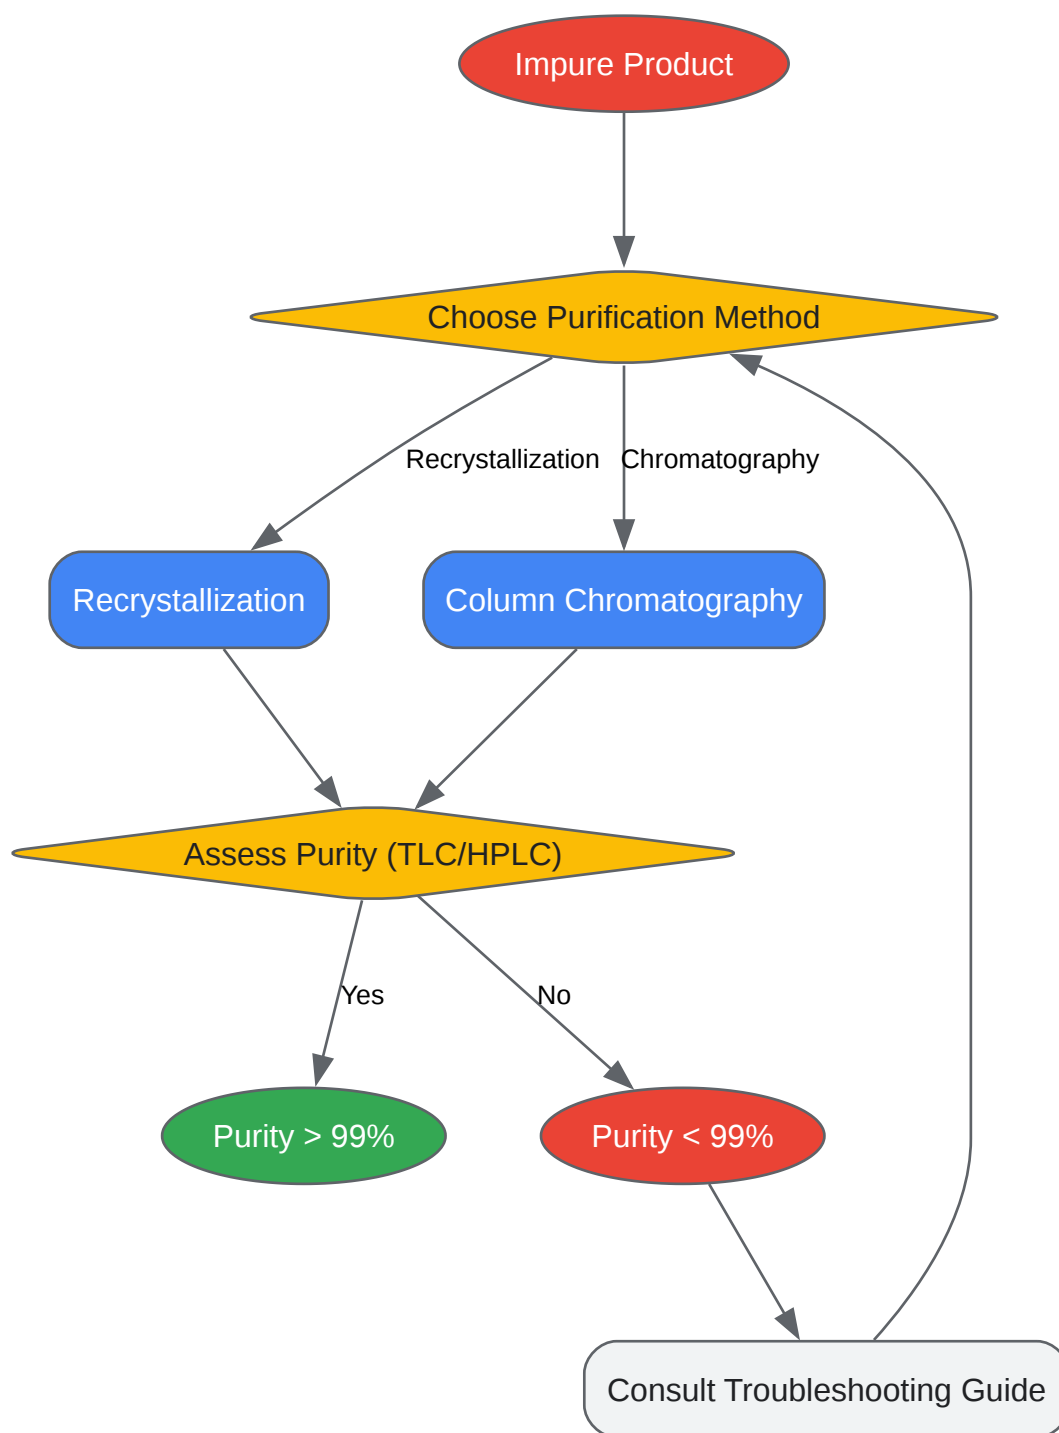 Impure Product
Choose Purification Method
Recrystallization
Chromatography
Recrystallization
Column Chromatography
Assess Purity (TLC/HPLC)
Yes
No
Purity > 99%
Purity < 99%
Consult Troubleshooting Guide